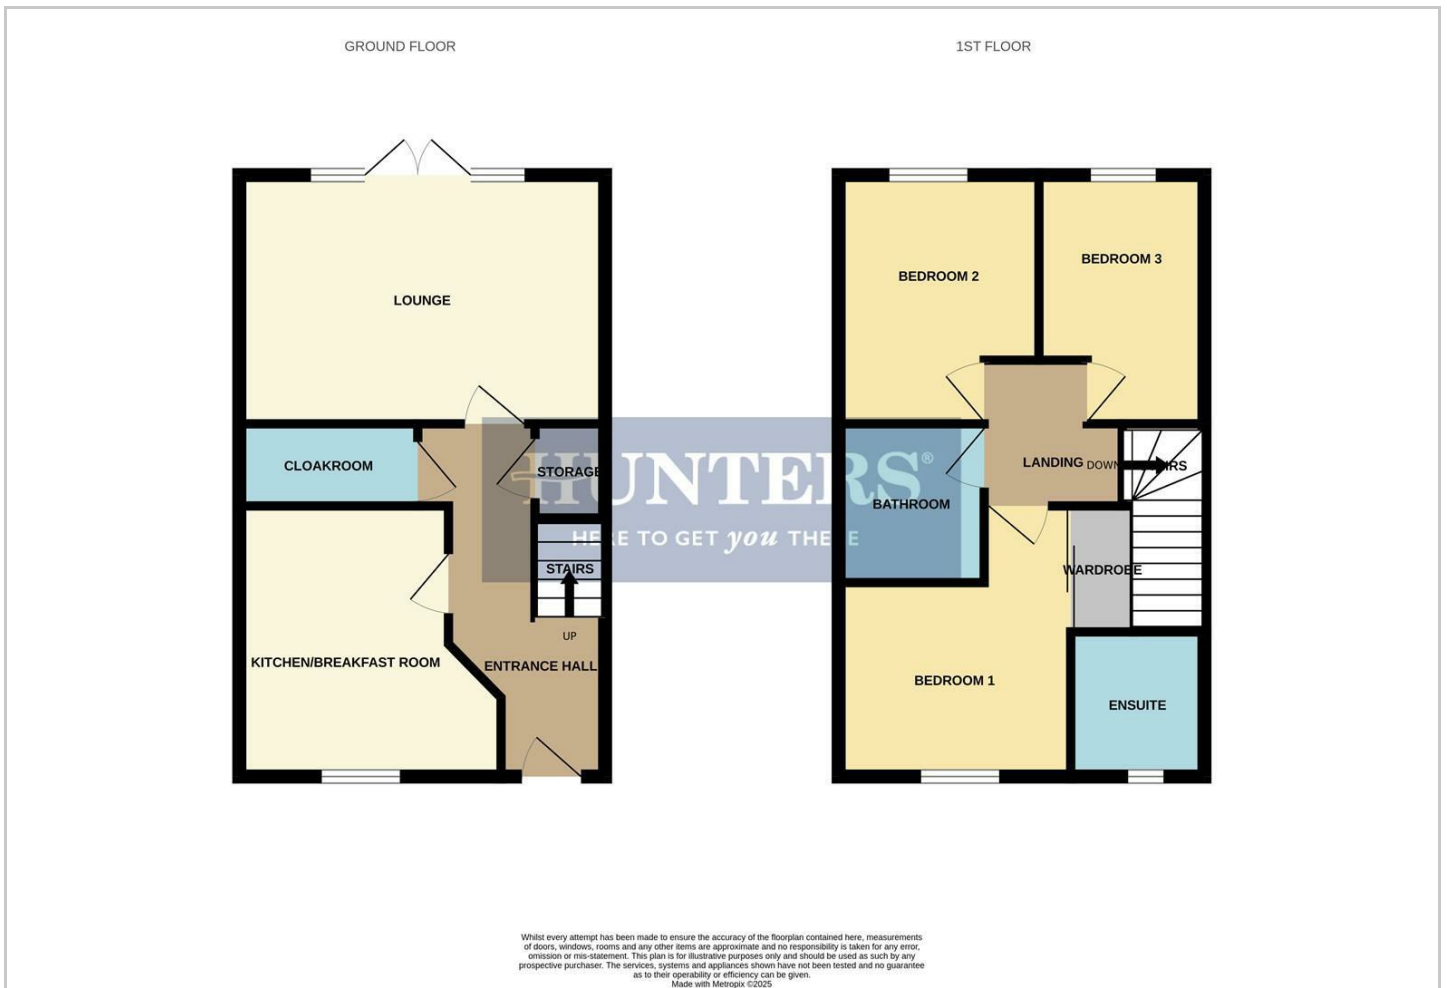 GROUND FLOOR
1ST FLOOR
LOUNGE
CLOAKROOM
STORAGE
KITCHEN/BREAKFAST ROOM
STAIRS
UP
ENTRANCE HALL
BEDROOM 2
BEDROOM 3
LANDING
DOWN
STAIRS
BATHROOM
WARDROBE
BEDROOM 1
ENSUITE
HUNTERS®
HERE TO GET you THERE
Whilst every attempt has been made to ensure the accuracy of the floorplan contained here, measurements
of doors, windows, rooms and any other items are approximate and no responsibility is taken for any error,
omission or mis-statement. This plan is for illustrative purposes only and should be used as such by any
prospective purchaser. The services, systems and appliances shown have not been tested and no guarantee
as to their operability or efficiency can be given.
Made with Metropix ©2025